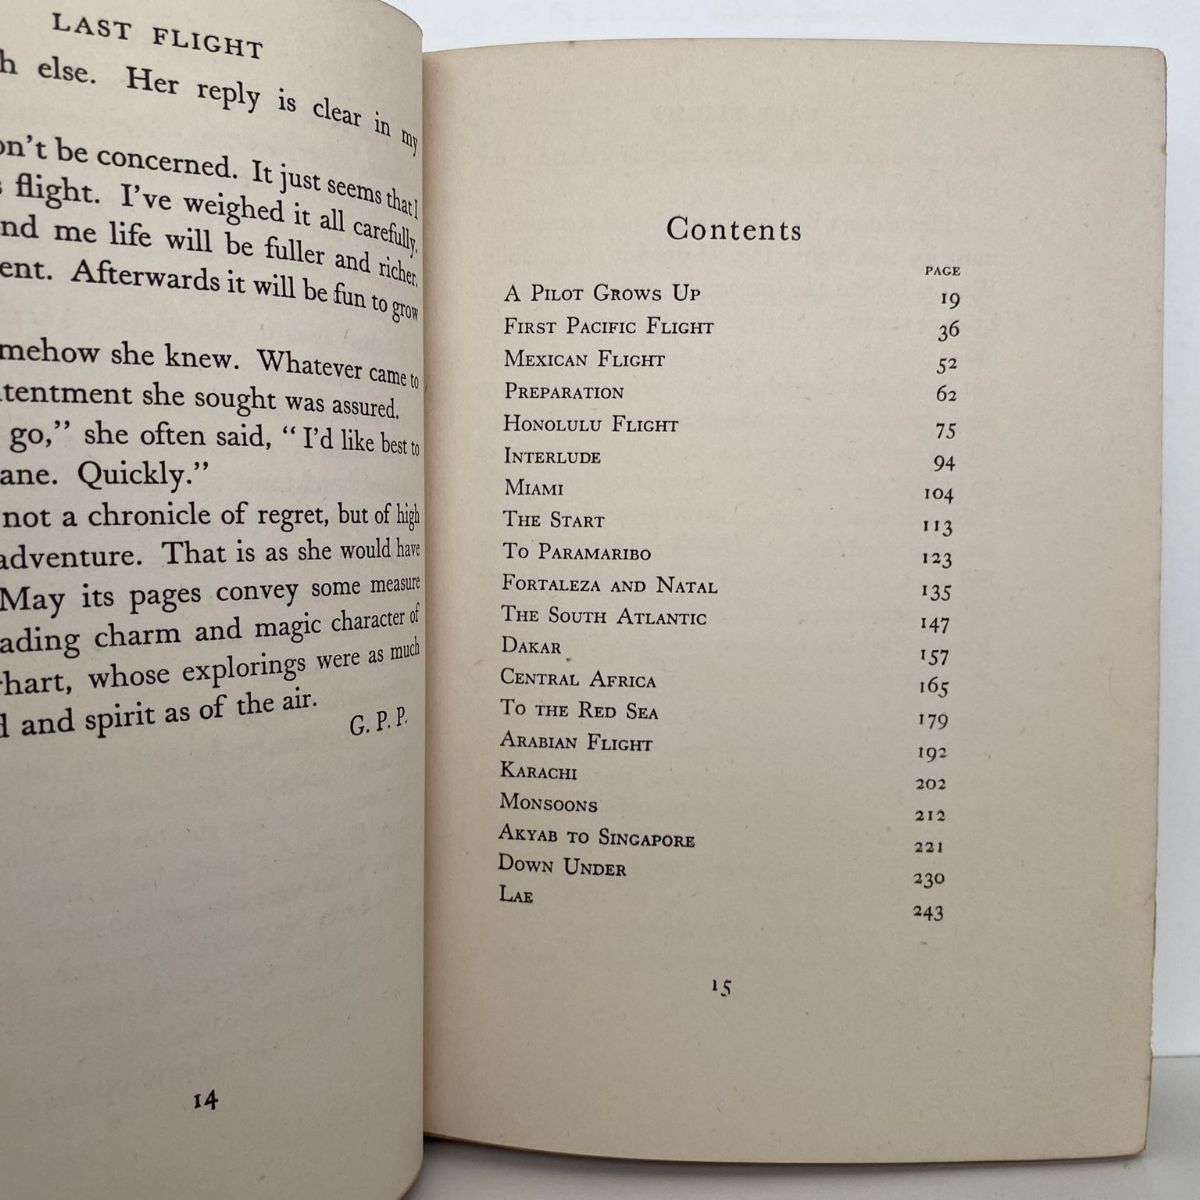 LAST FLIGHT
h else. Her reply is clear in my
on't be concerned. It just seems that I
s flight. I've weighed it all carefully.
nd me life will be fuller and richer.
ent. Afterwards it will be fun to grow
mehow she knew. Whatever came to
tentment she sought was assured.
go," she often said, "I'd like best to
ane. Quickly."
not a chronicle of regret, but of high
adventure. That is as she would have
May its pages convey some measure
ading charm and magic character of
rhart, whose explorings were as much
d and spirit as of the air.
G. P. P.
14
Contents
PAGE
A PILOT GROWS UP 19
FIRST PACIFIC FLIGHT 36
MEXICAN FLIGHT 52
PREPARATION 62
HONOLULU FLIGHT 75
INTERLUDE 94
MIAMI 104
THE START 113
TO PARAMARIBO 123
FORTALEZA AND NATAL 135
THE SOUTH ATLANTIC 147
DAKAR 157
CENTRAL AFRICA 165
TO THE RED SEA 179
ARABIAN FLIGHT 192
KARACHI 202
MONSOONS 212
AKYAB TO SINGAPORE 221
DOWN UNDER 230
LAE 243
15